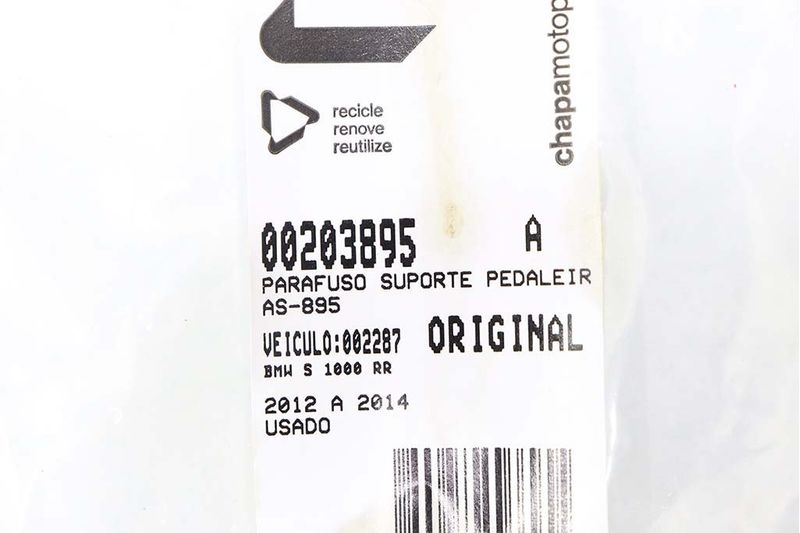 recicle
renove
reutilize
chapamotop
00203895 A
PARAFUSO SUPORTE PEDALEIR
AS-895
VEICULO:002287 ORIGINAL
BMW S 1000 RR
2012 A 2014
USADO